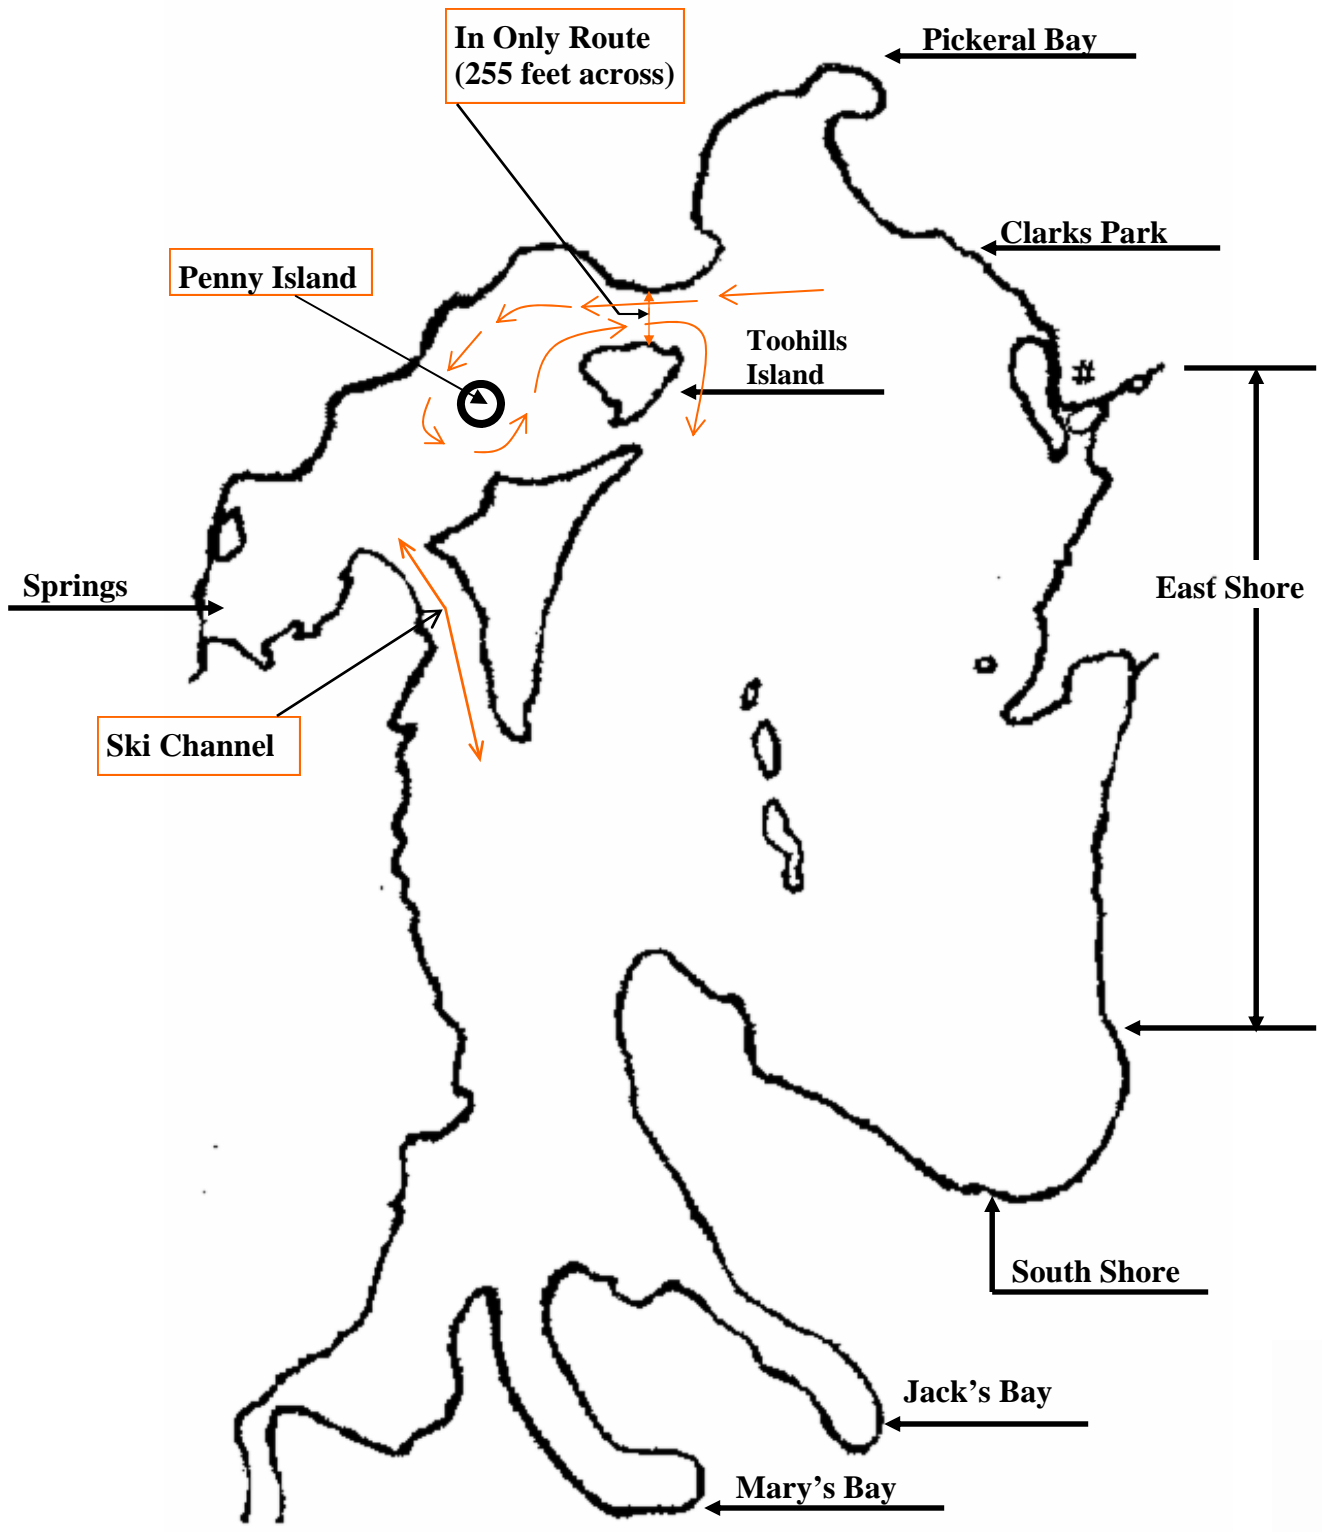 In Only Route
(255 feet across)
Pickeral Bay
Clarks Park
Penny Island
Toohills
Island
#
Springs
East Shore
Ski Channel
South Shore
Jack’s Bay
Mary’s Bay